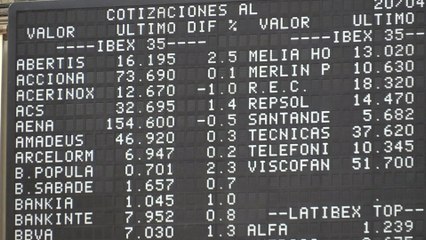 COTIZACIONES AL 20/04
VALOR ULTIMO DIF % VALOR ULTIMO
----IBEX 35---- ----IBEX 35----
ABERTIS 16.195 2.5 MELIA HO 13.020
ACCIONA 73.690 0.1 MERLIN P 10.630
ACERINOX 12.670 -1.0 R.E.C. 18.320
ACS 32.695 1.4 REPSOL 14.470
AENA 154.600 -0.5 SANTANDE 5.682
AMADEUS 46.920 0.3 TECNICAS 37.620
ARCELORM 6.947 0.2 TELEFONI 10.345
B.POPULA 0.701 2.3 VISCOFAN 51.700
B.SABADE 1.657 0.7
BANKIA 1.045 1.0
BANKINTE 7.952 0.8 --LATIBEX TOP--
BBVA 7.030 1.3 ALFA 1.239